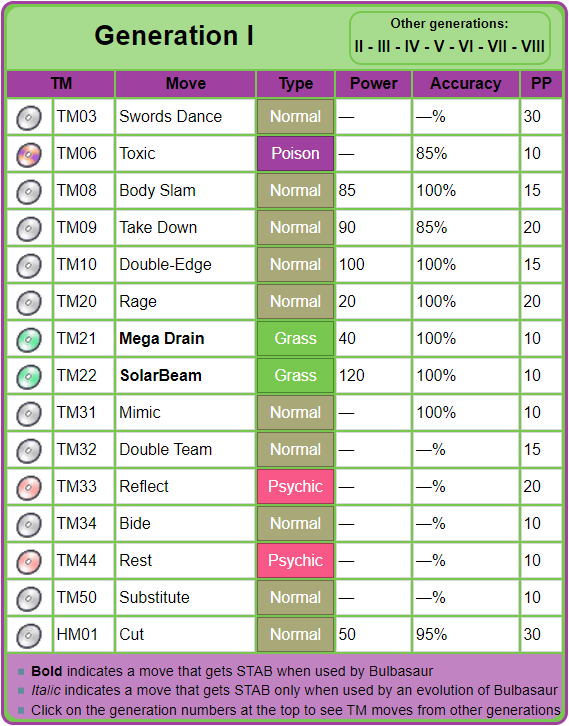 Generation I
Other generations:
II - III - IV - V - VI - VII - VIII
TM Move Type Power Accuracy PP
TM03 Swords Dance Normal — —% 30
TM06 Toxic Poison — 85% 10
TM08 Body Slam Normal 85 100% 15
TM09 Take Down Normal 90 85% 20
TM10 Double-Edge Normal 100 100% 15
TM20 Rage Normal 20 100% 20
TM21 Mega Drain Grass 40 100% 10
TM22 SolarBeam Grass 120 100% 10
TM31 Mimic Normal — 100% 10
TM32 Double Team Normal — —% 15
TM33 Reflect Psychic — —% 20
TM34 Bide Normal — —% 10
TM44 Rest Psychic — —% 10
TM50 Substitute Normal — —% 10
HM01 Cut Normal 50 95% 30
Bold indicates a move that gets STAB when used by Bulbasaur
Italic indicates a move that gets STAB only when used by an evolution of Bulbasaur
Click on the generation numbers at the top to see TM moves from other generations